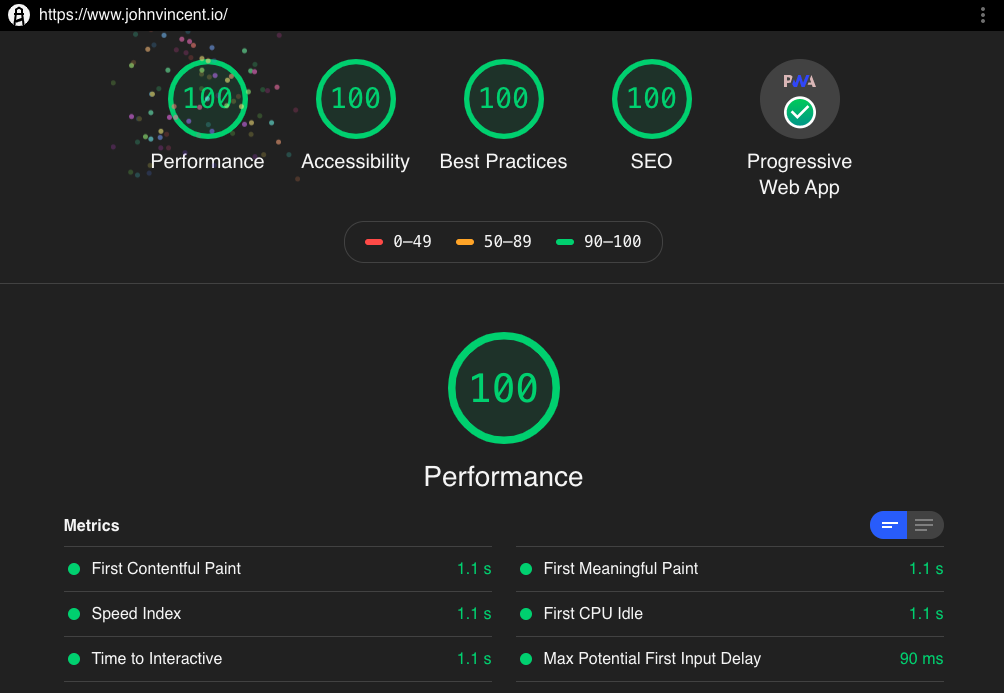 https://www.johnvincent.io/
100 100 100 100 PWA
Performance Accessibility Best Practices SEO Progressive
Web App
0–49 50–89 90–100
100
Performance
Metrics
First Contentful Paint 1.1 s First Meaningful Paint 1.1 s
Speed Index 1.1 s First CPU Idle 1.1 s
Time to Interactive 1.1 s Max Potential First Input Delay 90 ms